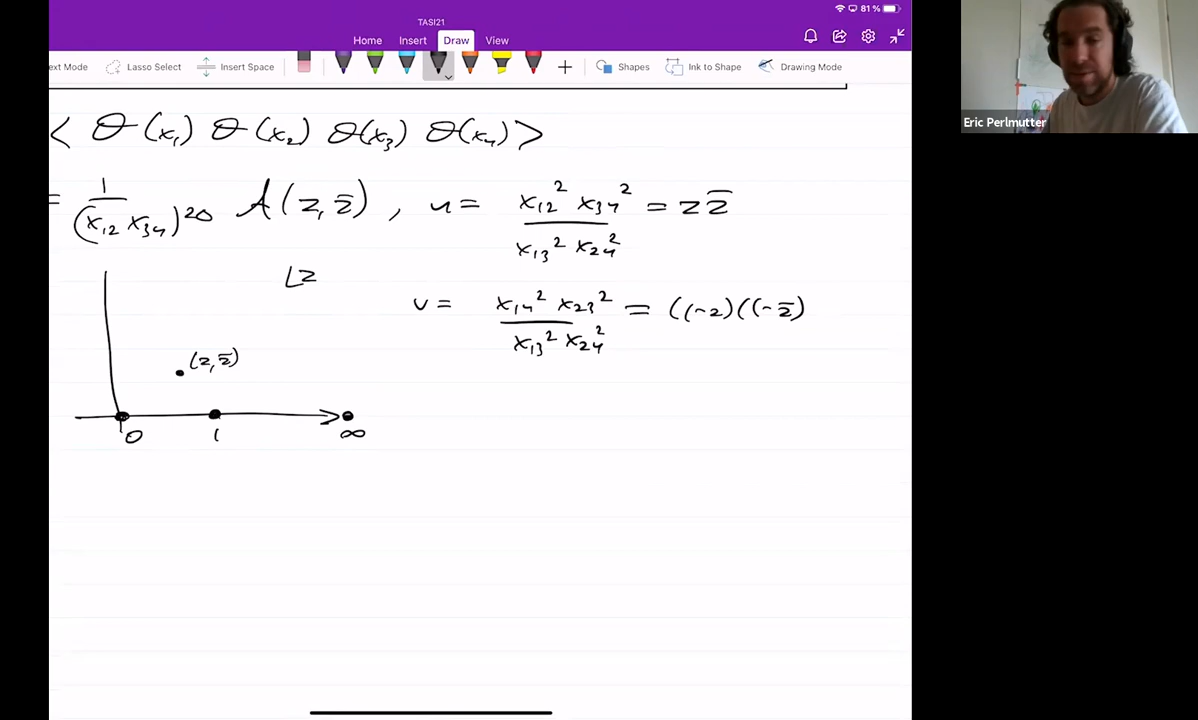 81 %
TASI21
Home Insert Draw View
ext Mode Lasso Select Insert Space Shapes Ink to Shape Drawing Mode
Eric Perlmutter
< O(x₁) O(x₂) O(x₃) O(x₄) >
= 1/(x₁₂ x₃₄)^2O A(z, z̄) , u = x₁₂² x₃₄² / x₁₃² x₂₄² = z z̄
⌊z
v = x₁₄² x₂₃² / x₁₃² x₂₄² = (1-z)(1-z̄)
(z, z̄)
0 1 ∞